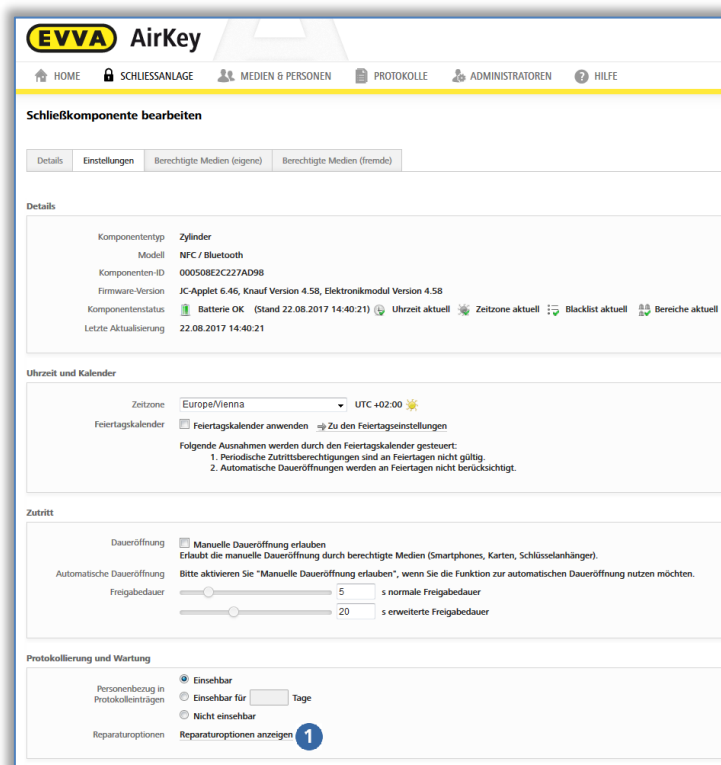 EVVA AirKey
HOME SCHLIESSANLAGE MEDIEN & PERSONEN PROTOKOLLE ADMINISTRATOREN ? HILFE
Schließkomponente bearbeiten
Details Einstellungen Berechtigte Medien (eigene) Berechtigte Medien (fremde)
Details
Komponententyp Zylinder
Modell NFC / Bluetooth
Komponenten-ID 000508E2C227AD98
Firmware-Version JC-Applet 6.46, Knauf Version 4.58, Elektronikmodul Version 4.58
Komponentenstatus Batterie OK (Stand 22.08.2017 14:40:21) Uhrzeit aktuell Zeitzone aktuell Blacklist aktuell Bereiche aktuell
Letzte Aktualisierung 22.08.2017 14:40:21
Uhrzeit und Kalender
Zeitzone Europe/Vienna UTC +02:00
Feiertagskalender Feiertagskalender anwenden Zu den Feiertagseinstellungen
Folgende Ausnahmen werden durch den Feiertagskalender gesteuert:
1. Periodische Zutrittsberechtigungen sind an Feiertagen nicht gültig.
2. Automatische Daueröffnungen werden an Feiertagen nicht berücksichtigt.
Zutritt
Daueröffnung Manuelle Daueröffnung erlauben
Erlaubt die manuelle Daueröffnung durch berechtigte Medien (Smartphones, Karten, Schlüsselanhänger).
Automatische Daueröffnung Bitte aktivieren Sie "Manuelle Daueröffnung erlauben", wenn Sie die Funktion zur automatischen Daueröffnung nutzen möchten.
Freigabedauer 5 s normale Freigabedauer
20 s erweiterte Freigabedauer
Protokollierung und Wartung
Personenbezug in
Protokolleinträgen
Einsehbar
Einsehbar für Tage
Nicht einsehbar
Reparaturoptionen Reparaturoptionen anzeigen 1